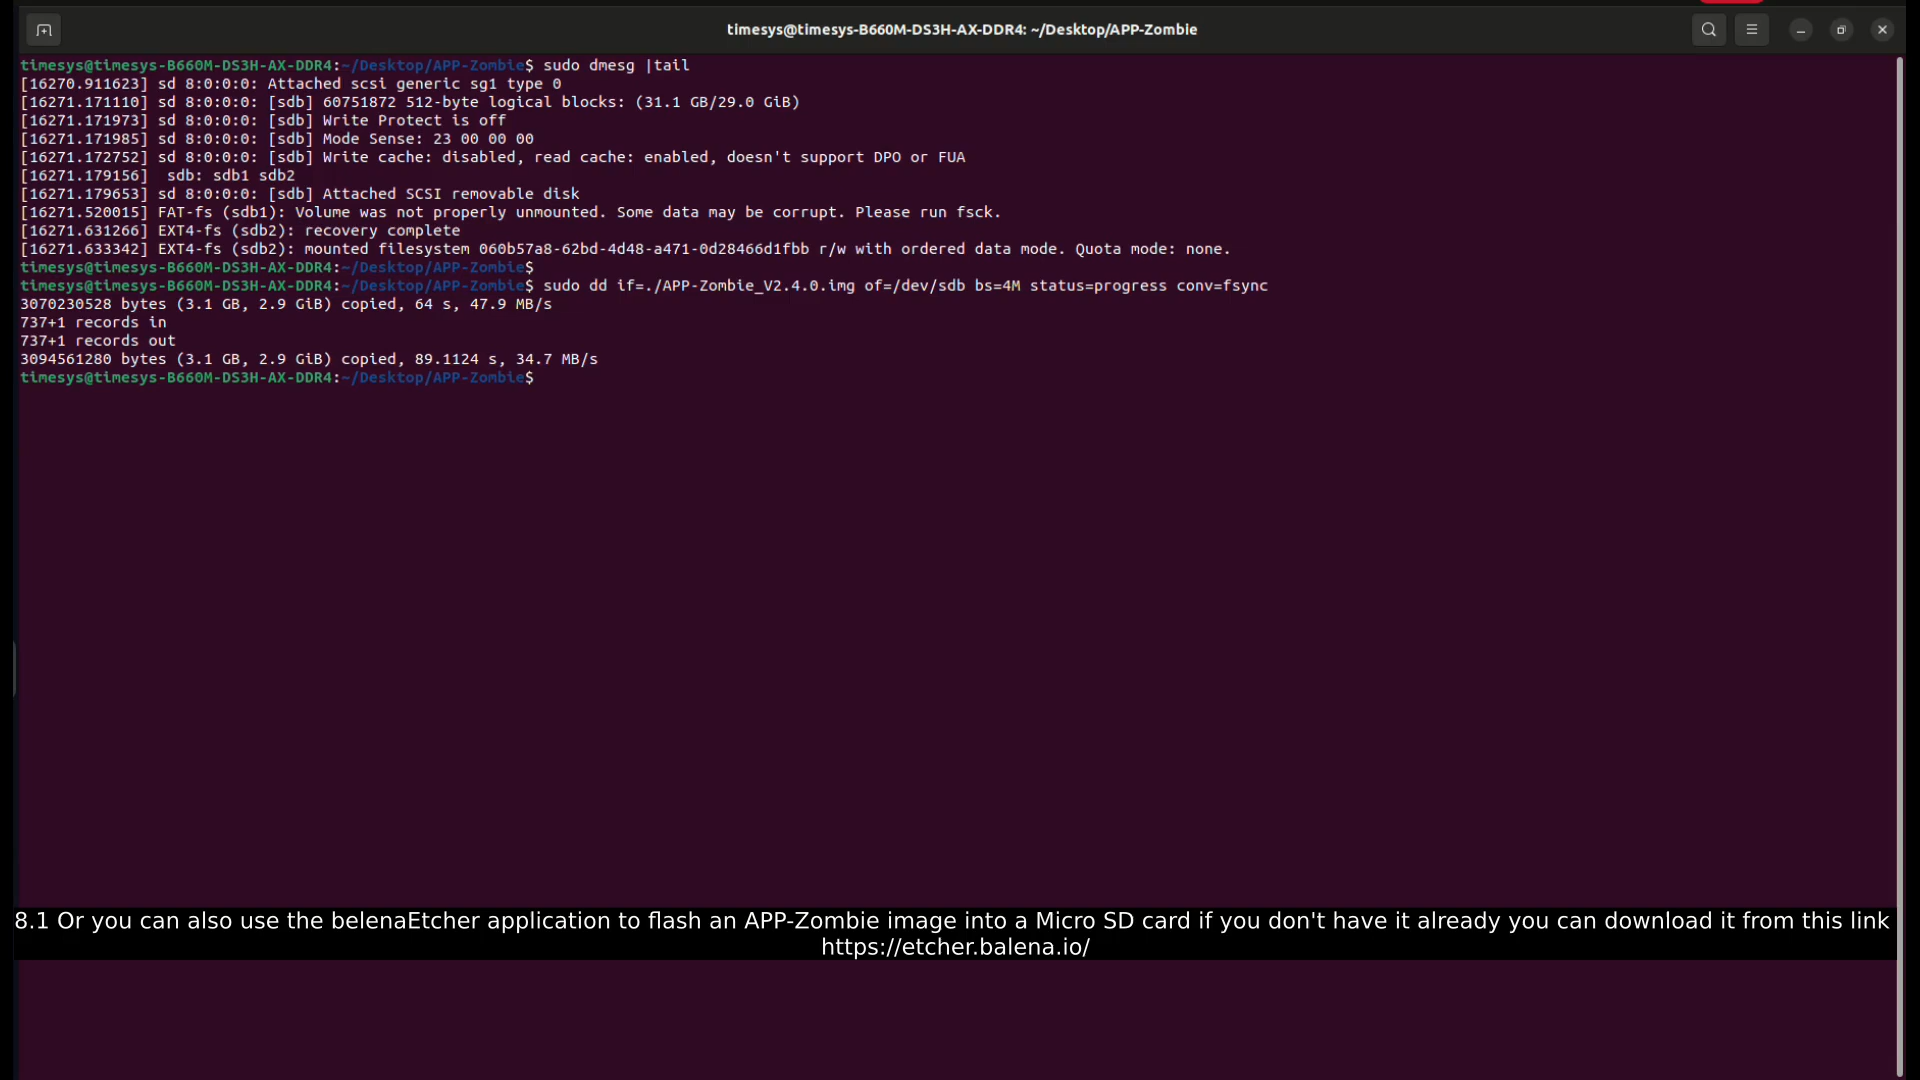 timesys@timesys-B660M-DS3H-AX-DDR4: ~/Desktop/APP-Zombie
timesys@timesys-B660M-DS3H-AX-DDR4:~/Desktop/APP-Zombie$ sudo dmesg |tail
[16270.911623] sd 8:0:0:0: Attached scsi generic sg1 type 0
[16271.171110] sd 8:0:0:0: [sdb] 60751872 512-byte logical blocks: (31.1 GB/29.0 GiB)
[16271.171973] sd 8:0:0:0: [sdb] Write Protect is off
[16271.171985] sd 8:0:0:0: [sdb] Mode Sense: 23 00 00 00
[16271.172752] sd 8:0:0:0: [sdb] Write cache: disabled, read cache: enabled, doesn't support DPO or FUA
[16271.179156]  sdb: sdb1 sdb2
[16271.179653] sd 8:0:0:0: [sdb] Attached SCSI removable disk
[16271.520015] FAT-fs (sdb1): Volume was not properly unmounted. Some data may be corrupt. Please run fsck.
[16271.631266] EXT4-fs (sdb2): recovery complete
[16271.633342] EXT4-fs (sdb2): mounted filesystem 060b57a8-62bd-4d48-a471-0d28466d1fbb r/w with ordered data mode. Quota mode: none.
timesys@timesys-B660M-DS3H-AX-DDR4:~/Desktop/APP-Zombie$
timesys@timesys-B660M-DS3H-AX-DDR4:~/Desktop/APP-Zombie$ sudo dd if=./APP-Zombie_V2.4.0.img of=/dev/sdb bs=4M status=progress conv=fsync
3070230528 bytes (3.1 GB, 2.9 GiB) copied, 64 s, 47.9 MB/s
737+1 records in
737+1 records out
3094561280 bytes (3.1 GB, 2.9 GiB) copied, 89.1124 s, 34.7 MB/s
timesys@timesys-B660M-DS3H-AX-DDR4:~/Desktop/APP-Zombie$
8.1 Or you can also use the belenaEtcher application to flash an APP-Zombie image into a Micro SD card if you don't have it already you can download it from this link
https://etcher.balena.io/